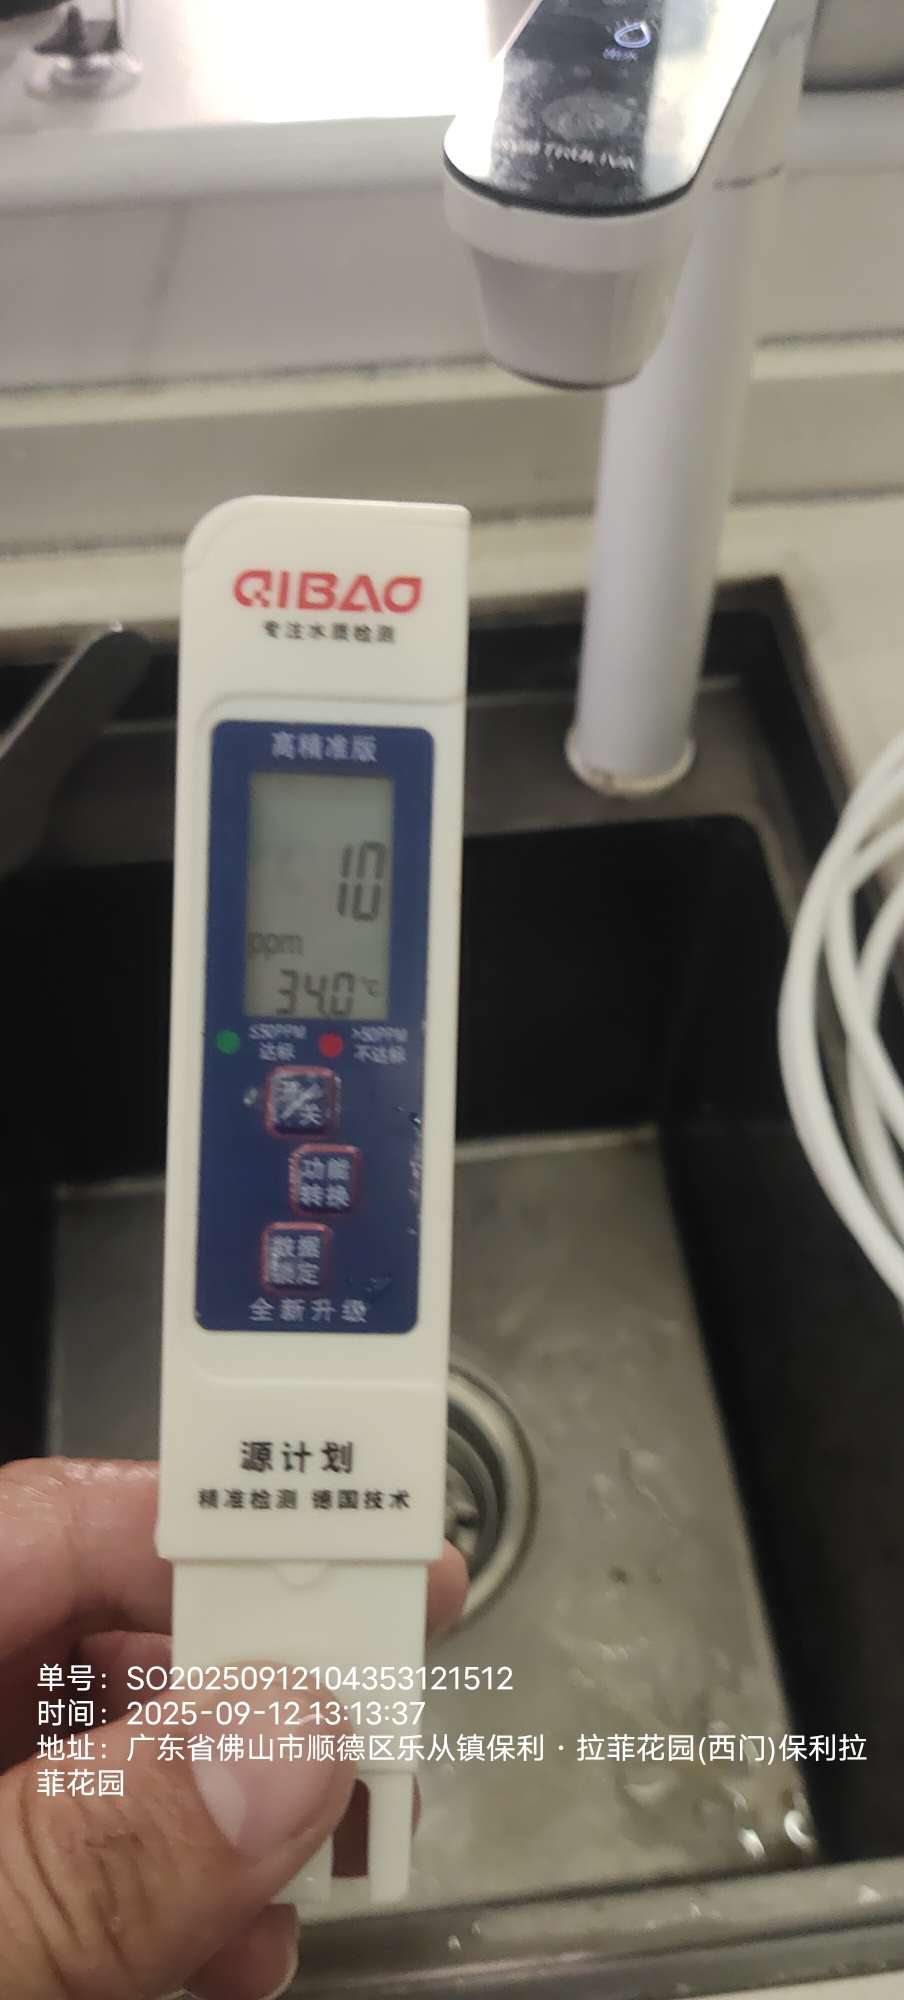 QIBAO
专注水质检测
高精准版
10
ppm
34.0℃
≤50PPM
达标
>50PPM
不达标
开/关
功能
转换
数据
锁定
全新升级
源计划
精准检测 德国技术
单号：SO20250912104353121512
时间：2025-09-12 13:13:37
地址：广东省佛山市顺德区乐从镇保利·拉菲花园(西门)保利拉
菲花园